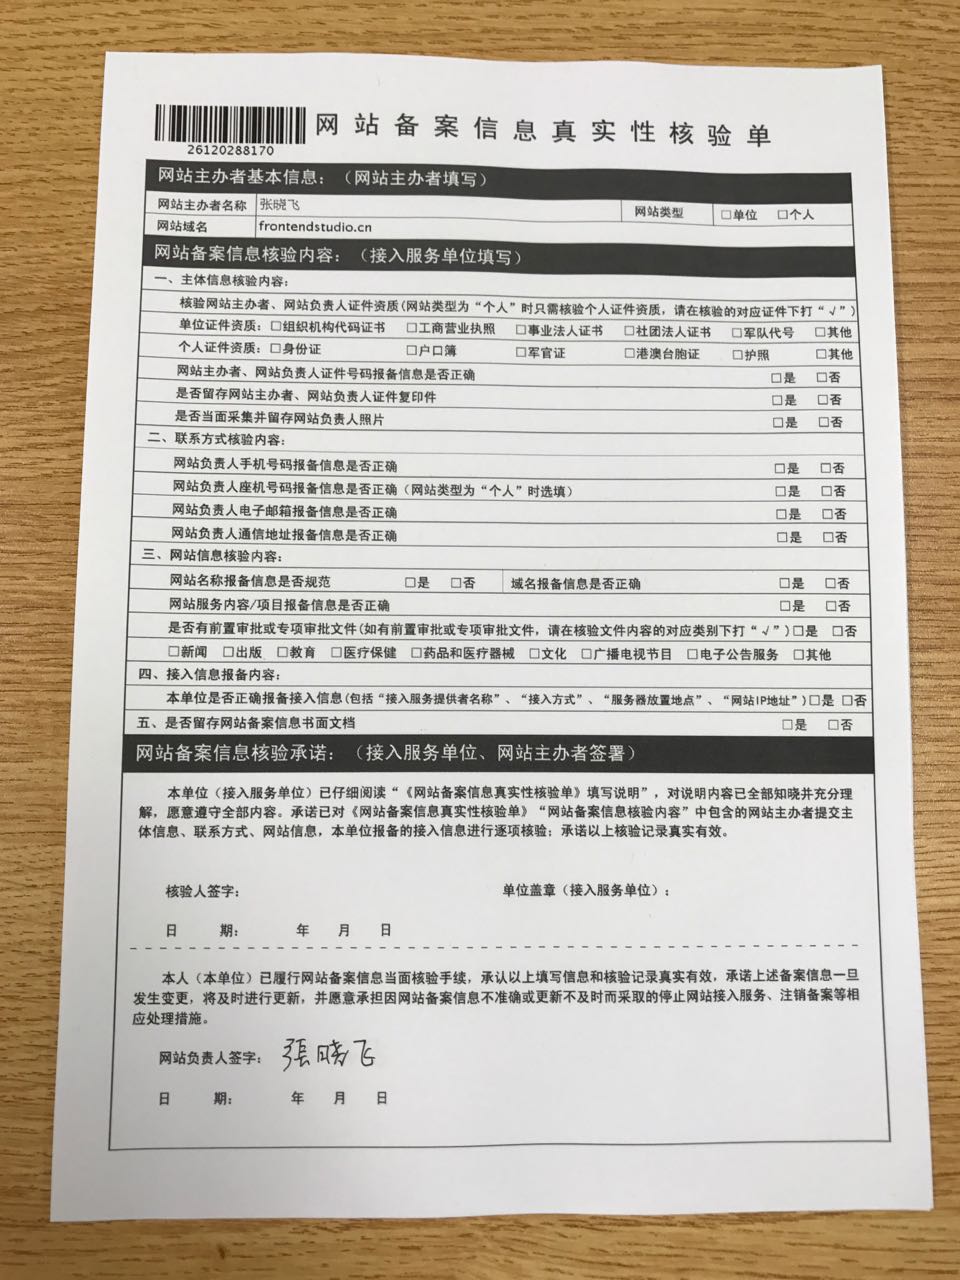 网站备案信息真实性核验单
26120288170
网站主办者基本信息：（网站主办者填写）
网站主办者名称 张晓飞 网站类型 □单位 □个人
网站域名 frontendstudio.cn
网站备案信息核验内容：（接入服务单位填写）
一、主体信息核验内容：
核验网站主办者、网站负责人证件资质(网站类型为“个人”时只需核验个人证件资质，请在核验的对应证件下打“√”)
单位证件资质：□组织机构代码证书 □工商营业执照 □事业法人证书 □社团法人证书 □军队代号 □其他
个人证件资质：□身份证 □户口簿 □军官证 □港澳台胞证 □护照 □其他
网站主办者、网站负责人证件号码报备信息是否正确 □是 □否
是否留存网站主办者、网站负责人证件复印件 □是 □否
是否当面采集并留存网站负责人照片 □是 □否
二、联系方式核验内容：
网站负责人手机号码报备信息是否正确 □是 □否
网站负责人座机号码报备信息是否正确（网站类型为“个人”时选填） □是 □否
网站负责人电子邮箱报备信息是否正确 □是 □否
网站负责人通信地址报备信息是否正确 □是 □否
三、网站信息核验内容：
网站名称报备信息是否规范 □是 □否 域名报备信息是否正确 □是 □否
网站服务内容/项目报备信息是否正确 □是 □否
是否有前置审批或专项审批文件(如有前置审批或专项审批文件，请在核验文件内容的对应类别下打“√”)□是 □否
□新闻 □出版 □教育 □医疗保健 □药品和医疗器械 □文化 □广播电视节目 □电子公告服务 □其他
四、接入信息报备内容：
本单位是否正确报备接入信息(包括“接入服务提供者名称”、“接入方式”、“服务器放置地点”、“网站IP地址”)□是 □否
五、是否留存网站备案信息书面文档 □是 □否
网站备案信息核验承诺：（接入服务单位、网站主办者签署）
本单位（接入服务单位）已仔细阅读“《网站备案信息真实性核验单》填写说明”，对说明内容已全部知晓并充分理
解，愿意遵守全部内容。承诺已对《网站备案信息真实性核验单》“网站备案信息核验内容”中包含的网站主办者提交主
体信息、联系方式、网站信息，本单位报备的接入信息进行逐项核验；承诺以上核验记录真实有效。
核验人签字： 单位盖章（接入服务单位）：
日 期： 年 月 日
本人（本单位）已履行网站备案信息当面核验手续，承认以上填写信息和核验记录真实有效，承诺上述备案信息一旦
发生变更，将及时进行更新，并愿意承担因网站备案信息不准确或更新不及时而采取的停止网站接入服务、注销备案等相
应处理措施。
网站负责人签字： 張晓飞
日 期： 年 月 日